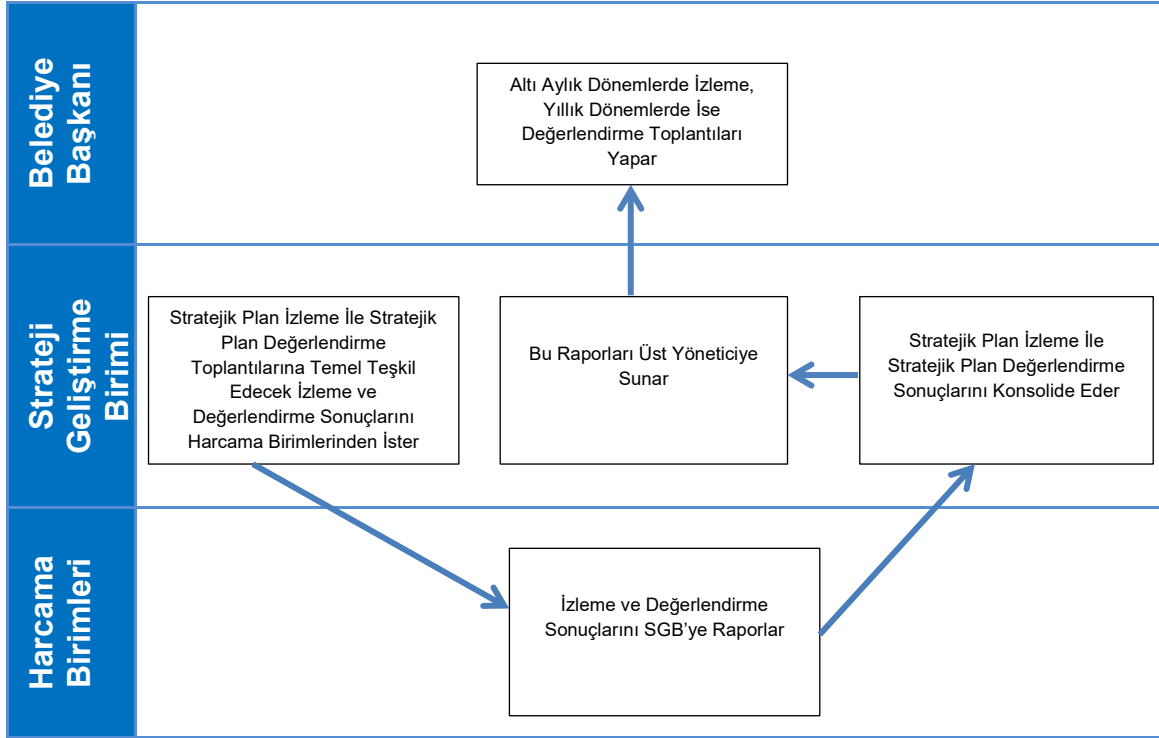 Belediye
Başkanı
Altı Aylık Dönemlerde İzleme,
Yıllık Dönemlerde İse
Değerlendirme Toplantıları
Yapar
Strateji
Geliştirme
Birimi
Stratejik Plan İzleme İle Stratejik
Plan Değerlendirme
Toplantılarına Temel Teşkil
Edecek İzleme ve
Değerlendirme Sonuçlarını
Harcama Birimlerinden İster
Bu Raporları Üst Yöneticiye
Sunar
Stratejik Plan İzleme İle
Stratejik Plan Değerlendirme
Sonuçlarını Konsolide Eder
Harcama
Birimleri
İzleme ve Değerlendirme
Sonuçlarını SGB’ye Raporlar